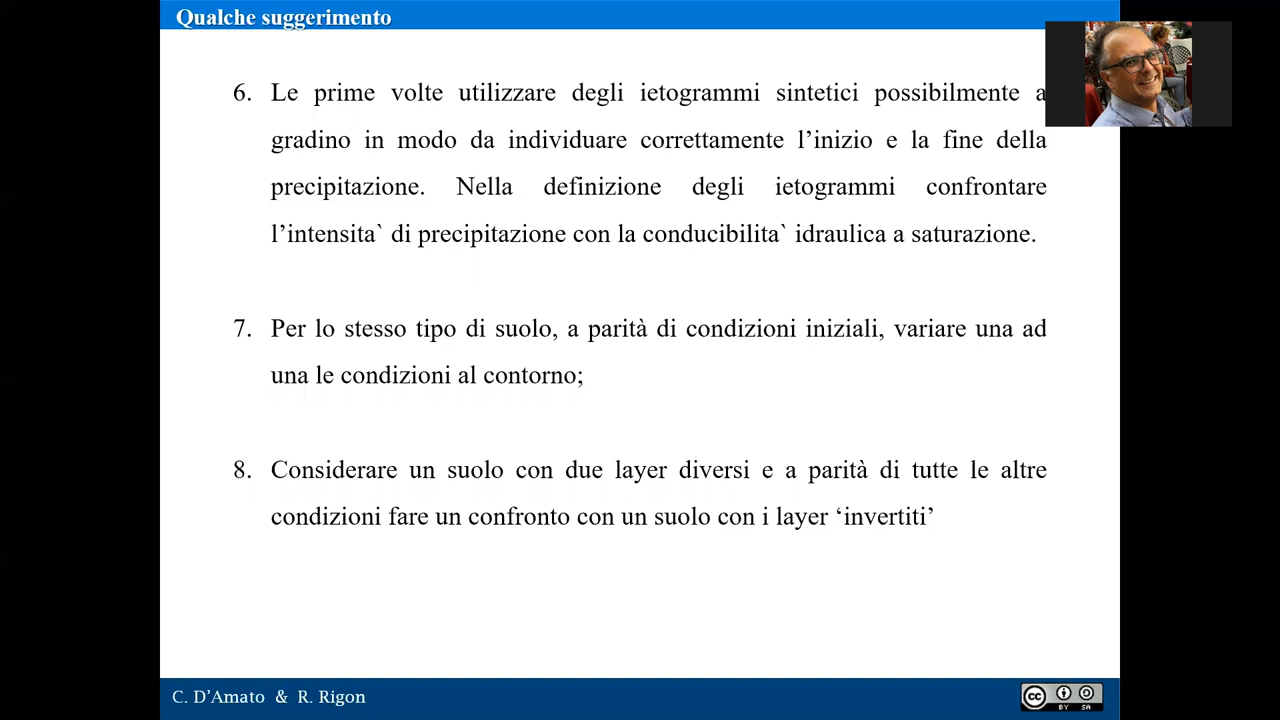 Qualche suggerimento
6. Le prime volte utilizzare degli ietogrammi sintetici possibilmente a
gradino in modo da individuare correttamente l’inizio e la fine della
precipitazione. Nella definizione degli ietogrammi confrontare
l’intensita` di precipitazione con la conducibilita` idraulica a saturazione.
7. Per lo stesso tipo di suolo, a parità di condizioni iniziali, variare una ad
una le condizioni al contorno;
8. Considerare un suolo con due layer diversi e a parità di tutte le altre
condizioni fare un confronto con un suolo con i layer ‘invertiti’
C. D’Amato & R. Rigon
cc BY SA